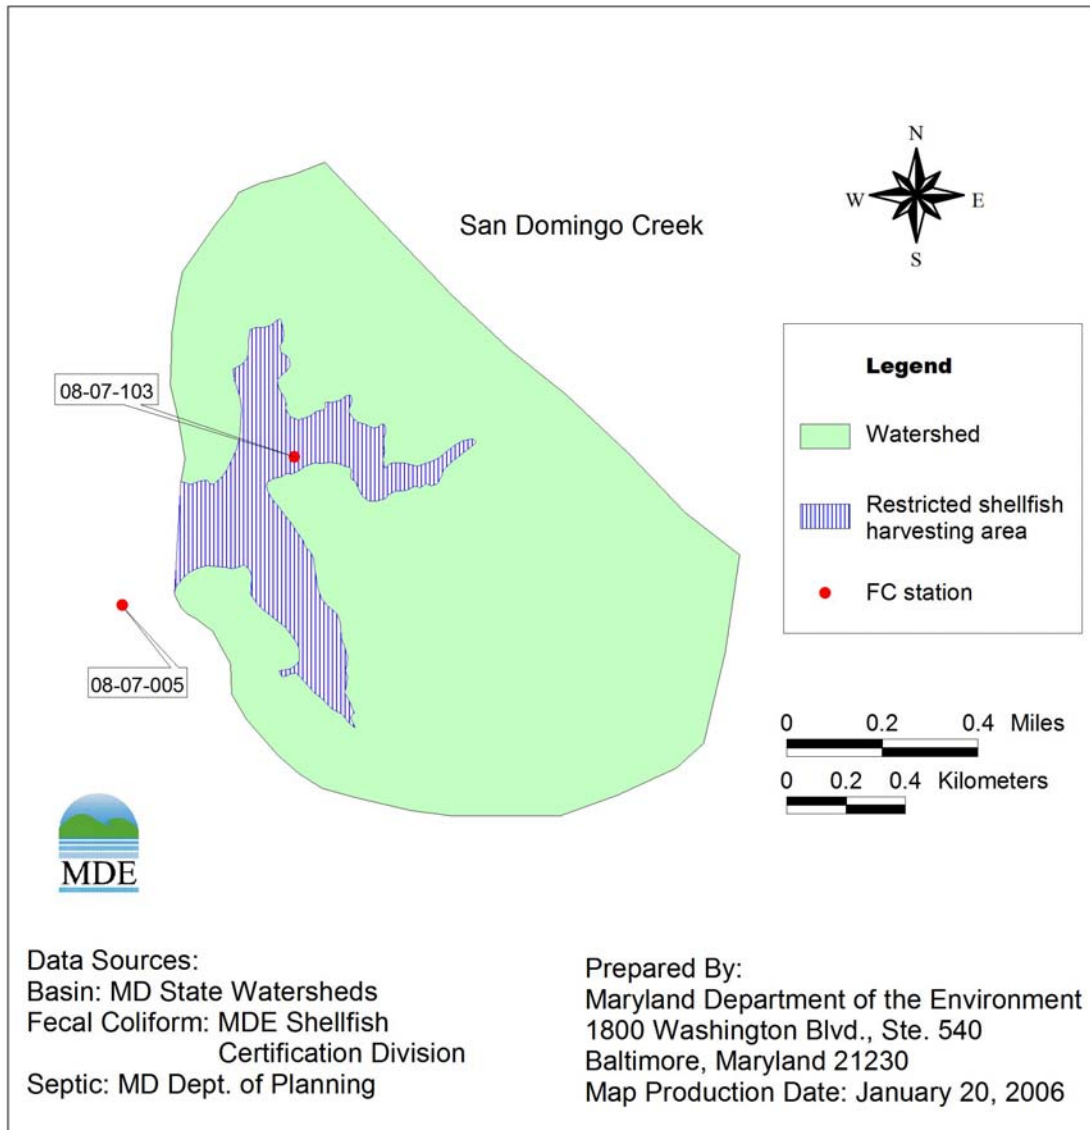 N
W
E
S
San Domingo Creek
08-07-103
08-07-005
Legend
Watershed
Restricted shellfish
harvesting area
FC station
0 0.2 0.4 Miles
0 0.2 0.4 Kilometers
MDE
Data Sources:
Basin: MD State Watersheds
Fecal Coliform: MDE Shellfish
Certification Division
Septic: MD Dept. of Planning
Prepared By:
Maryland Department of the Environment
1800 Washington Blvd., Ste. 540
Baltimore, Maryland 21230
Map Production Date: January 20, 2006